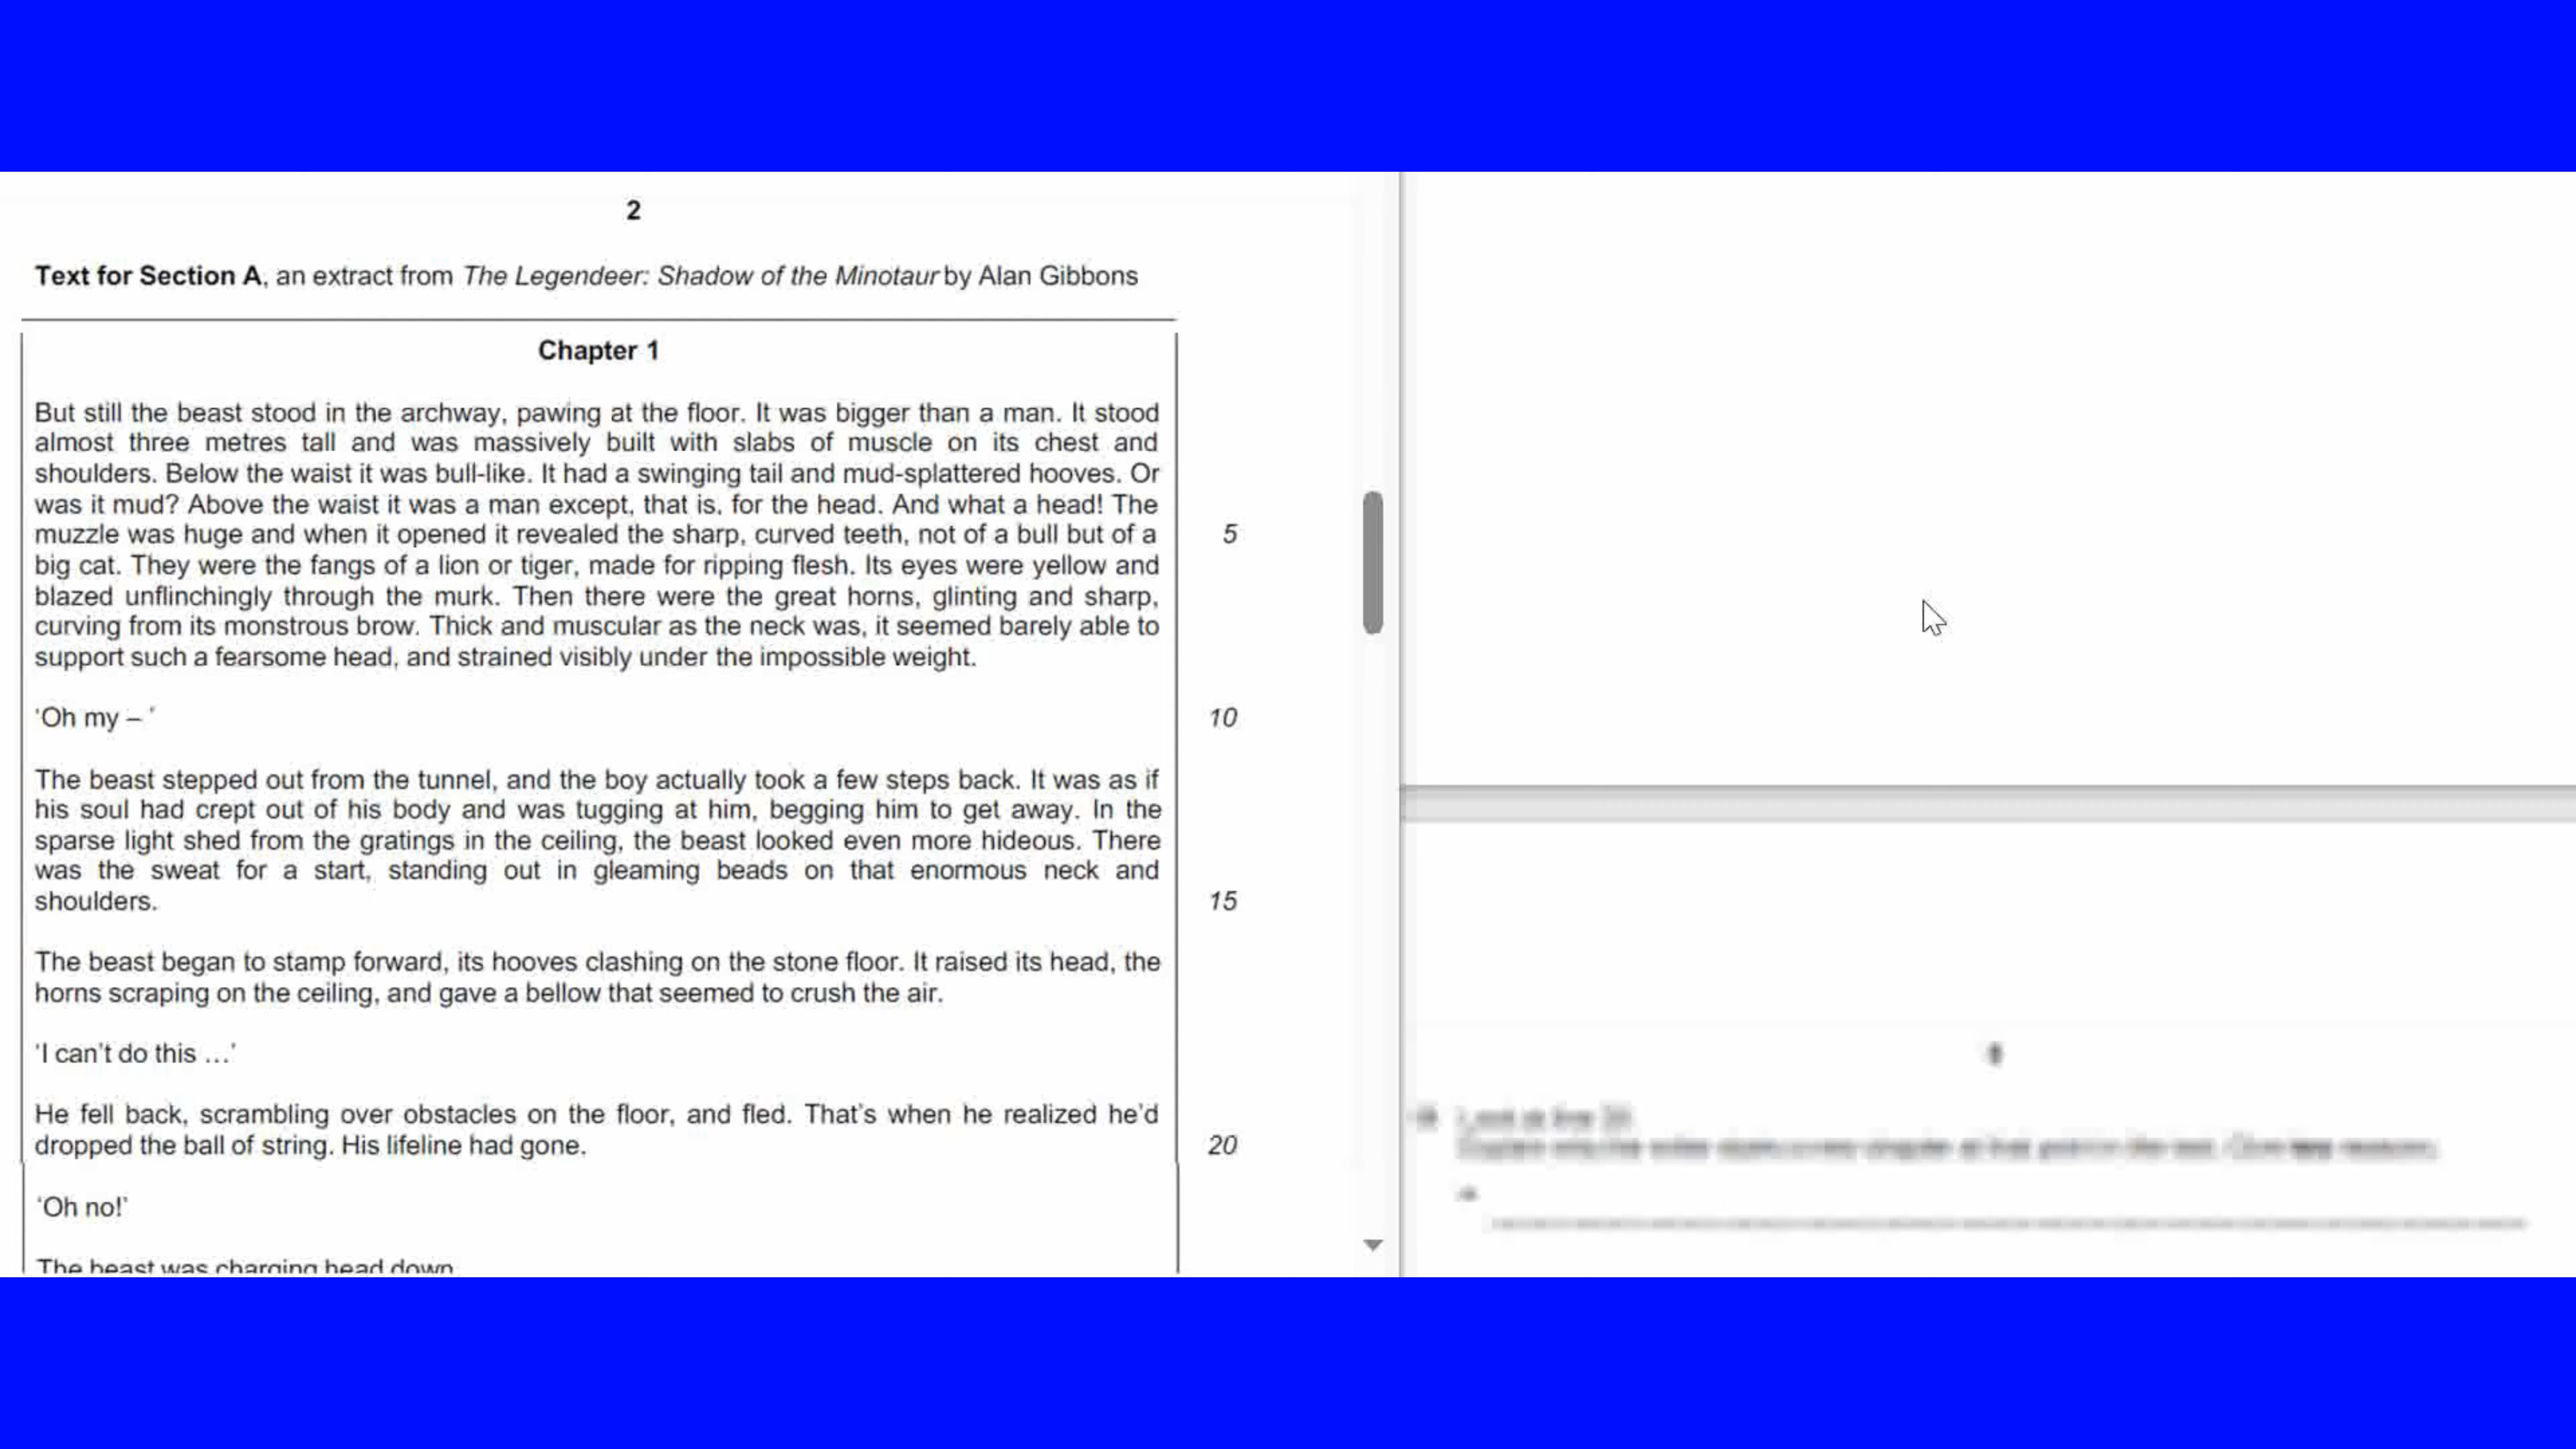 2
Text for Section A, an extract from The Legendeer: Shadow of the Minotaur by Alan Gibbons
Chapter 1
But still the beast stood in the archway, pawing at the floor. It was bigger than a man. It stood
almost three metres tall and was massively built with slabs of muscle on its chest and
shoulders. Below the waist it was bull-like. It had a swinging tail and mud-splattered hooves. Or
was it mud? Above the waist it was a man except, that is, for the head. And what a head! The
muzzle was huge and when it opened it revealed the sharp, curved teeth, not of a bull but of a
5
big cat. They were the fangs of a lion or tiger, made for ripping flesh. Its eyes were yellow and
blazed unflinchingly through the murk. Then there were the great horns, glinting and sharp,
curving from its monstrous brow. Thick and muscular as the neck was, it seemed barely able to
support such a fearsome head, and strained visibly under the impossible weight.
‘Oh my – ’
10
The beast stepped out from the tunnel, and the boy actually took a few steps back. It was as if
his soul had crept out of his body and was tugging at him, begging him to get away. In the
sparse light shed from the gratings in the ceiling, the beast looked even more hideous. There
was the sweat for a start, standing out in gleaming beads on that enormous neck and
shoulders.
15
The beast began to stamp forward, its hooves clashing on the stone floor. It raised its head, the
horns scraping on the ceiling, and gave a bellow that seemed to crush the air.
‘I can’t do this …’
He fell back, scrambling over obstacles on the floor, and fled. That’s when he realized he’d
dropped the ball of string. His lifeline had gone.
20
‘Oh no!’
The beast was charging head down